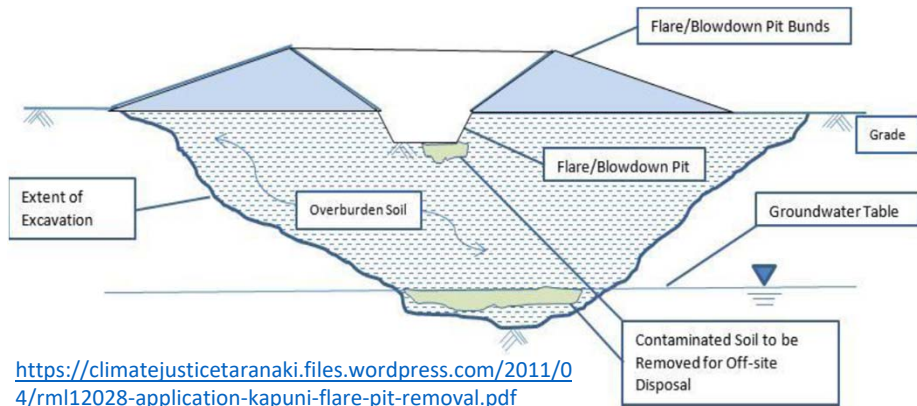 Flare/Blowdown Pit Bunds
Grade
Flare/Blowdown Pit
Extent of
Excavation
Overburden Soil
Groundwater Table
Contaminated Soil to be
Removed for Off-site
Disposal
https://climatejusticetaranaki.files.wordpress.com/2011/0
4/rml12028-application-kapuni-flare-pit-removal.pdf